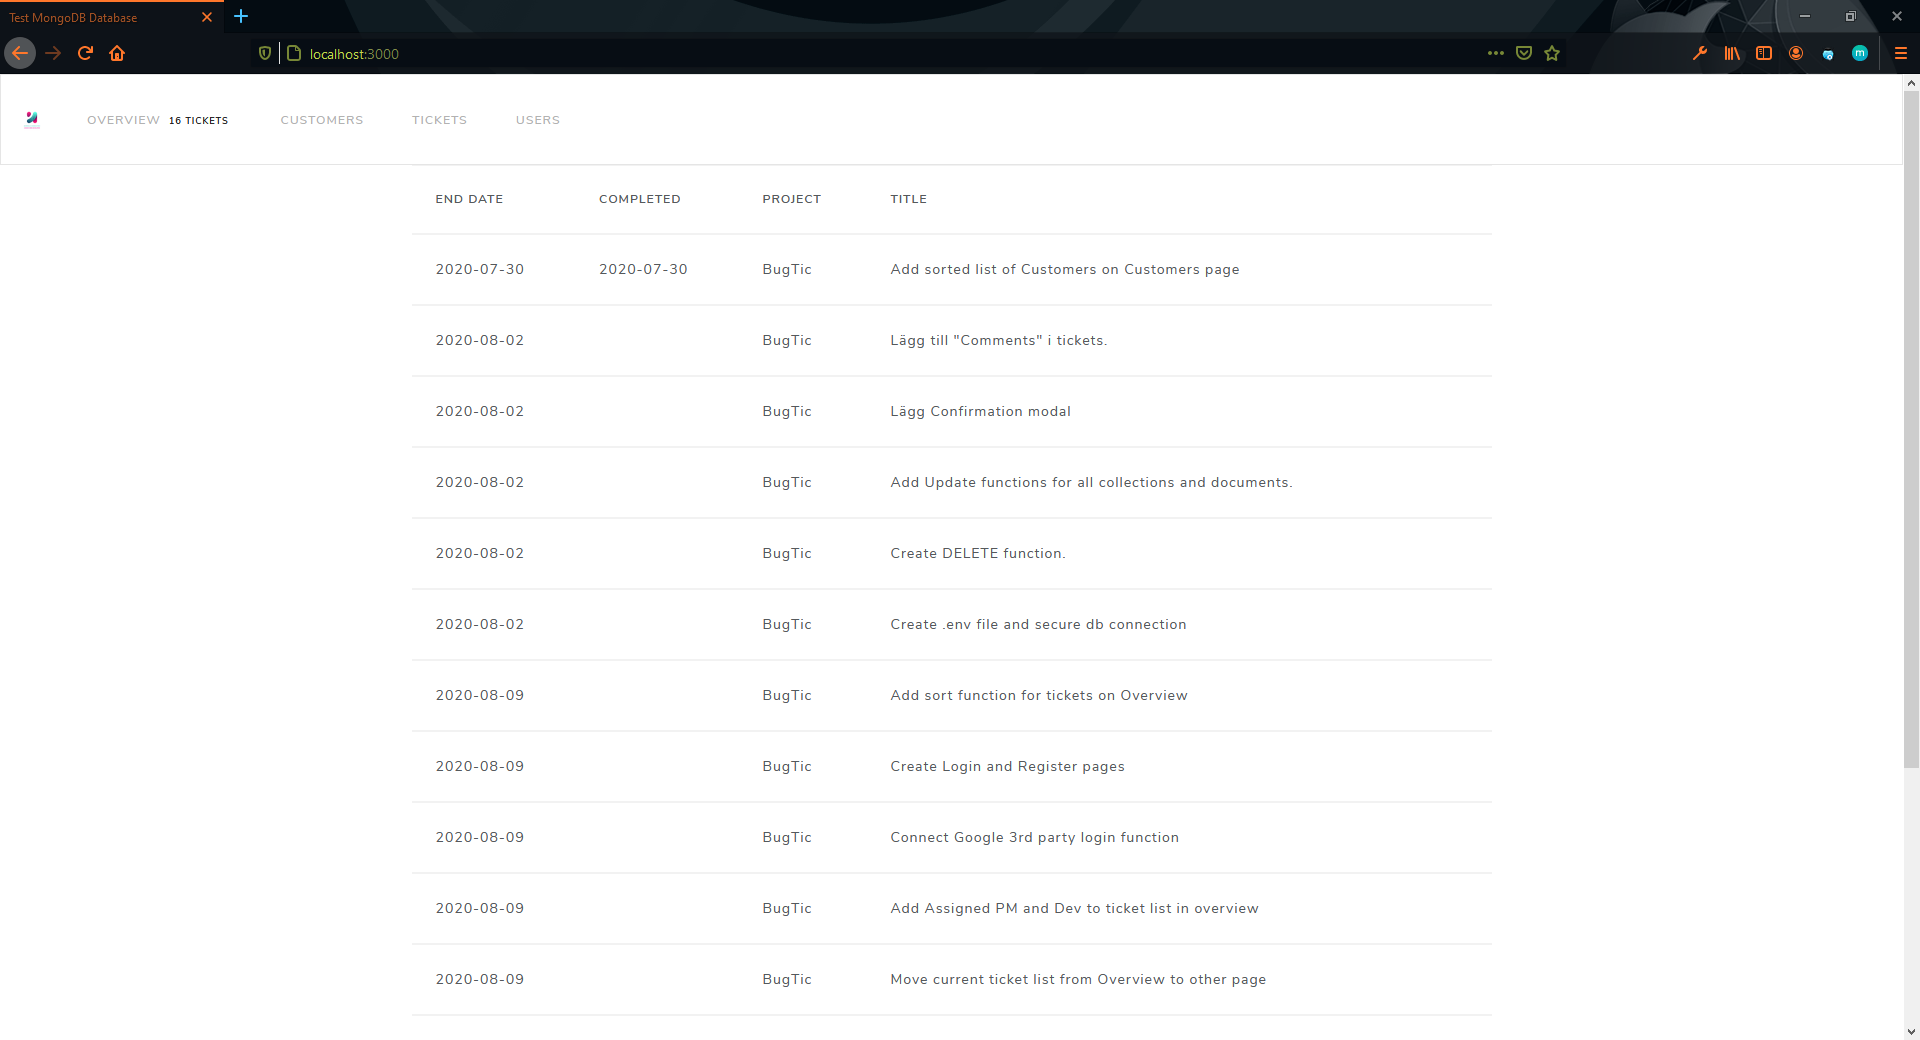 Test MongoDB Database
localhost:3000
OVERVIEW 16 TICKETS CUSTOMERS TICKETS USERS
END DATE COMPLETED PROJECT TITLE
2020-07-30 2020-07-30 BugTic Add sorted list of Customers on Customers page
2020-08-02 BugTic Lägg till "Comments" i tickets.
2020-08-02 BugTic Lägg Confirmation modal
2020-08-02 BugTic Add Update functions for all collections and documents.
2020-08-02 BugTic Create DELETE function.
2020-08-02 BugTic Create .env file and secure db connection
2020-08-09 BugTic Add sort function for tickets on Overview
2020-08-09 BugTic Create Login and Register pages
2020-08-09 BugTic Connect Google 3rd party login function
2020-08-09 BugTic Add Assigned PM and Dev to ticket list in overview
2020-08-09 BugTic Move current ticket list from Overview to other page